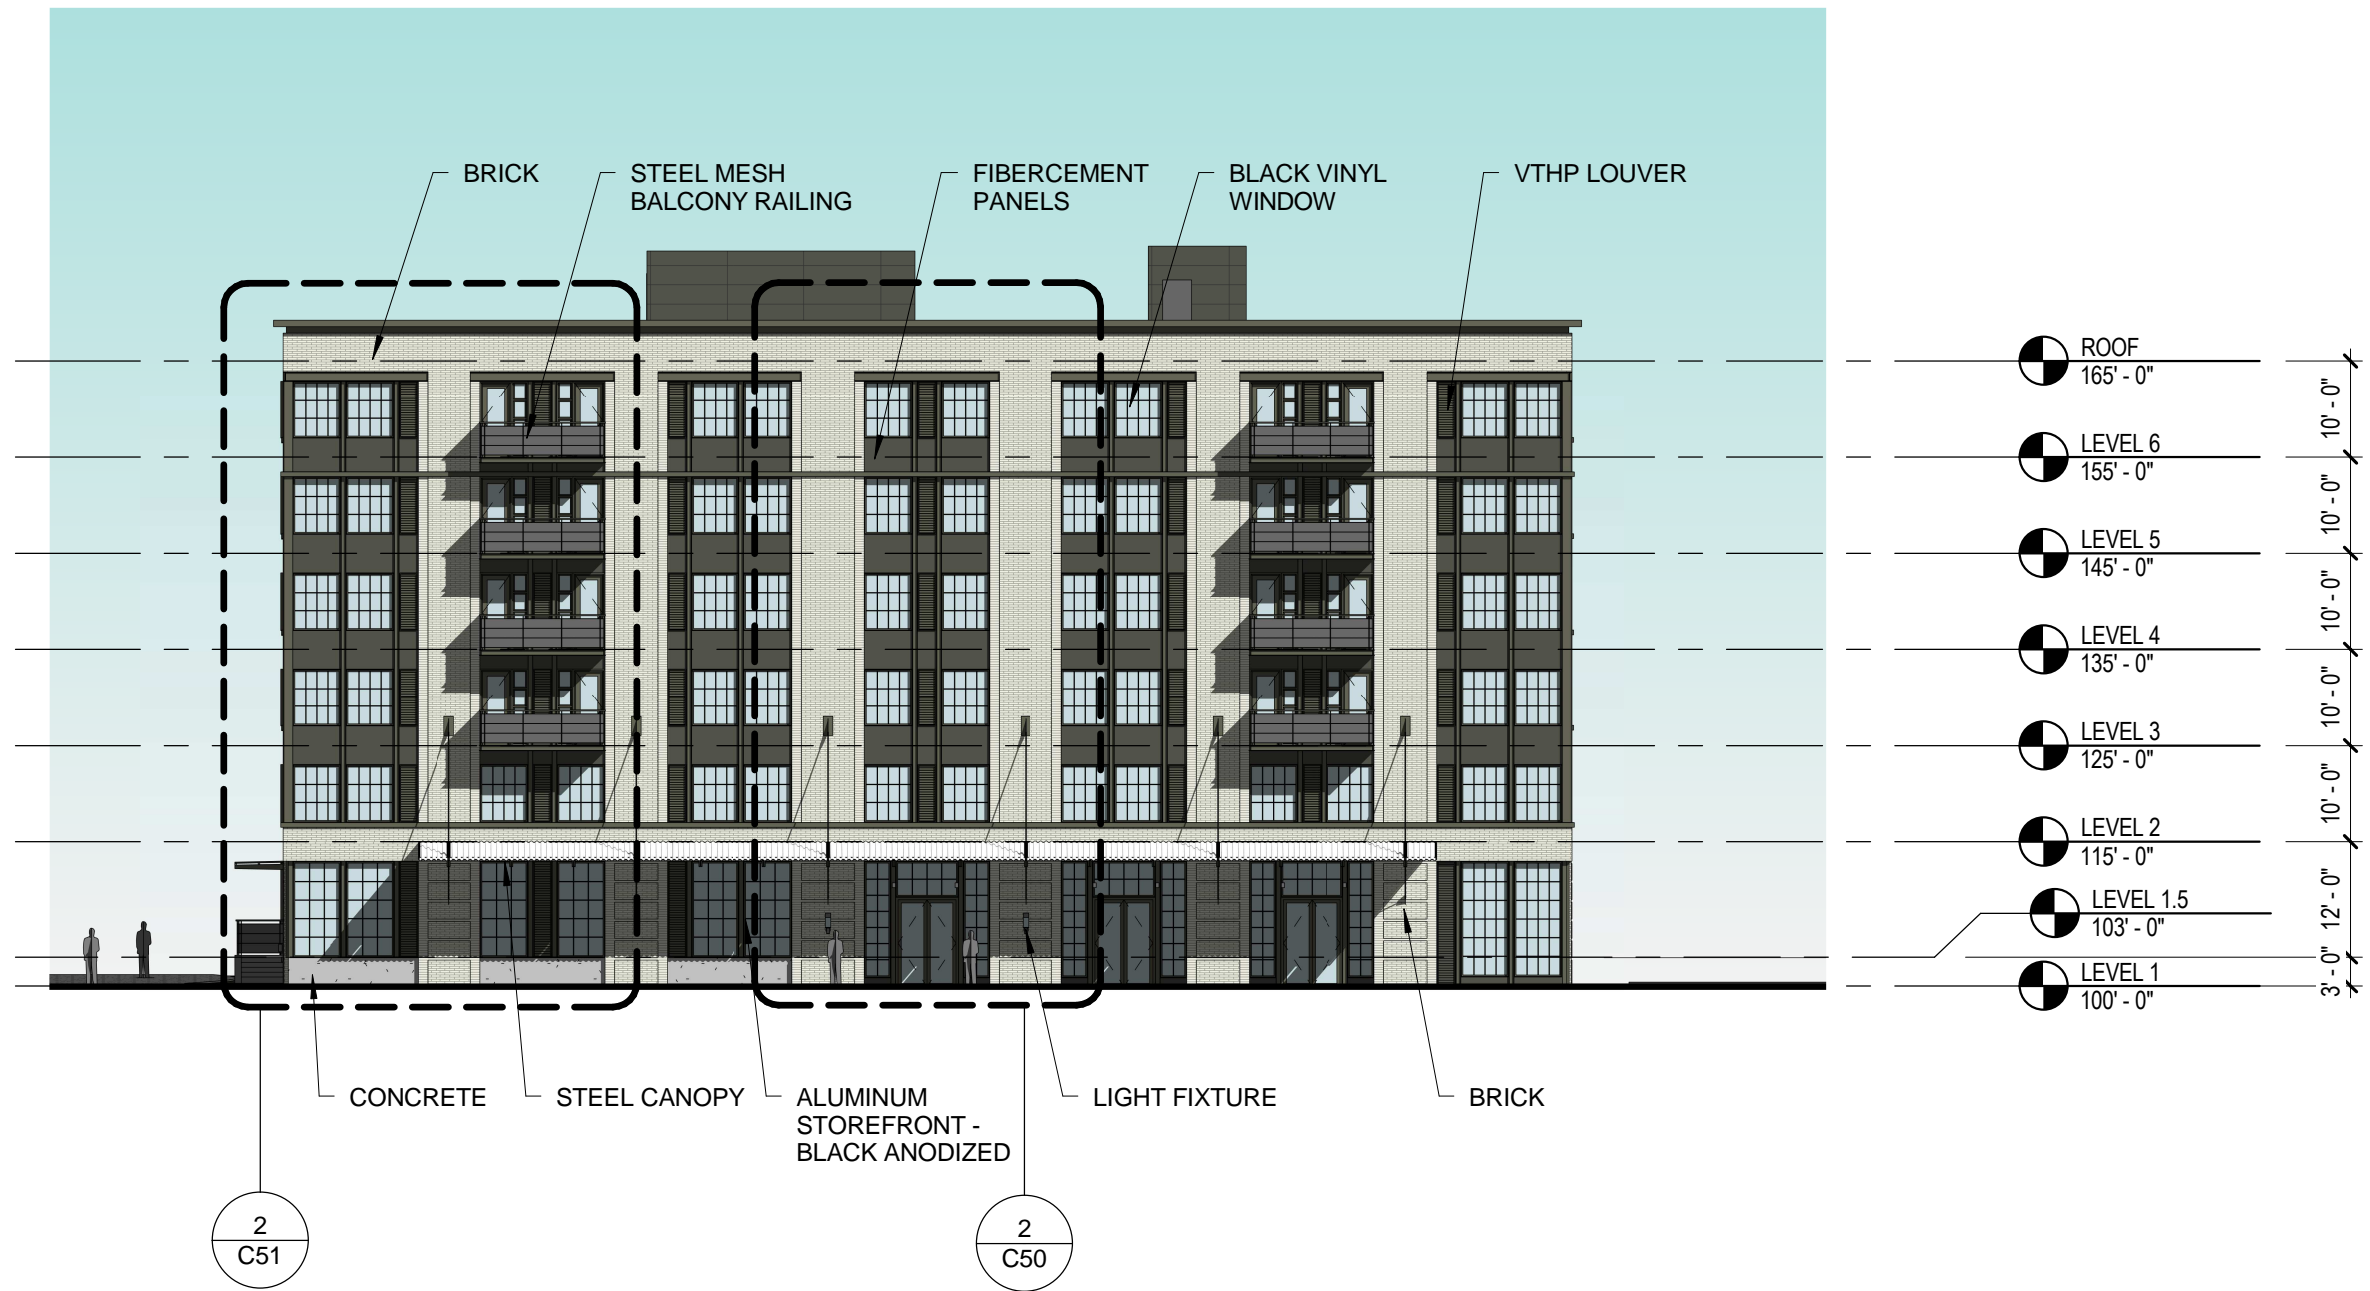 BRICK
STEEL MESH
BALCONY RAILING
FIBERCEMENT
PANELS
BLACK VINYL
WINDOW
VTHP LOUVER
ROOF
165' - 0"
10' - 0"
LEVEL 6
155' - 0"
10' - 0"
LEVEL 5
145' - 0"
10' - 0"
LEVEL 4
135' - 0"
10' - 0"
LEVEL 3
125' - 0"
10' - 0"
LEVEL 2
115' - 0"
12' - 0"
LEVEL 1.5
103' - 0"
3' - 0"
LEVEL 1
100' - 0"
CONCRETE
STEEL CANOPY
ALUMINUM
STOREFRONT -
BLACK ANODIZED
LIGHT FIXTURE
BRICK
2
C51
2
C50